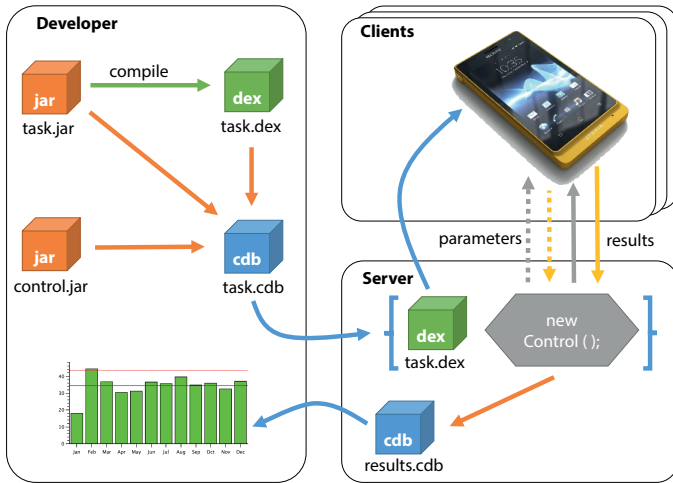 Developer
compile
jar
task.jar
dex
task.dex
jar
control.jar
cdb
task.cdb
40
30
20
10
0
Jan Feb Mar Apr May Jun Jul Aug Sep Oct Nov Dec
Clients
10:35
parameters
results
Server
dex
task.dex
new
Control ( );
cdb
results.cdb